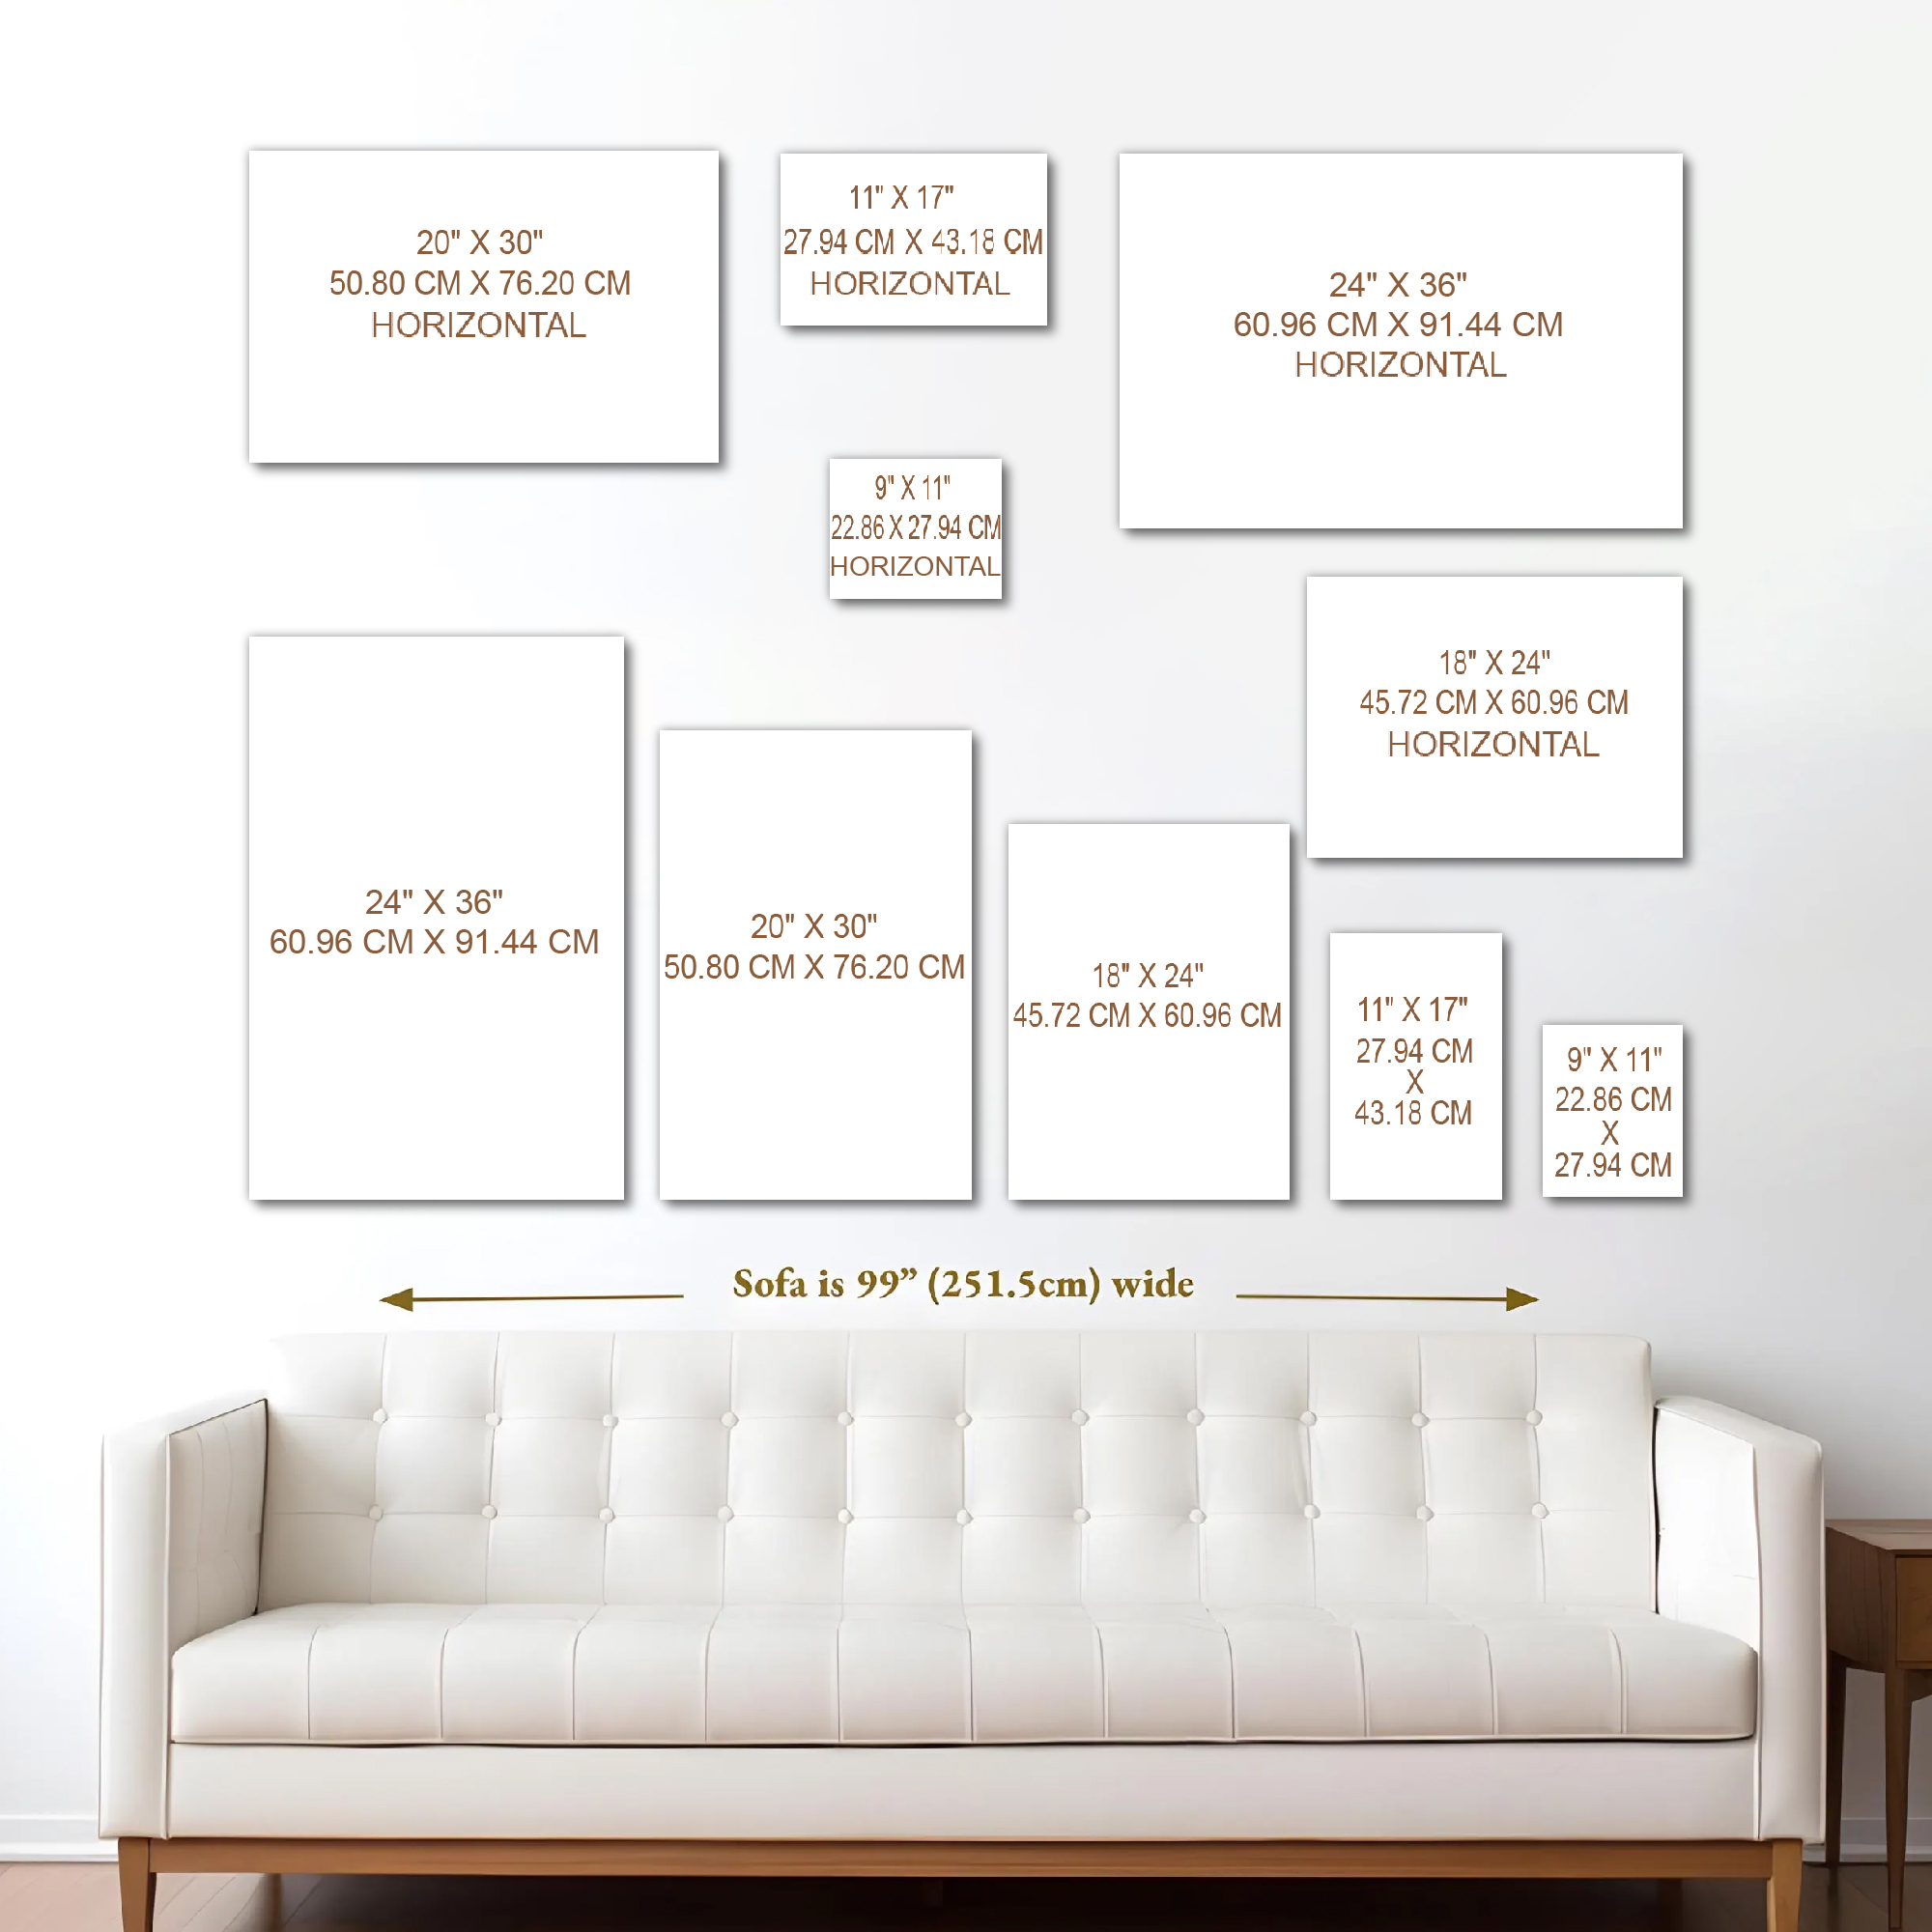 20" X 30"
50.80 CM X 76.20 CM
HORIZONTAL
11" X 17"
27.94 CM X 43.18 CM
HORIZONTAL
24" X 36"
60.96 CM X 91.44 CM
HORIZONTAL
9" X 11"
22.86 X 27.94 CM
HORIZONTAL
18" X 24"
45.72 CM X 60.96 CM
HORIZONTAL
24" X 36"
60.96 CM X 91.44 CM
20" X 30"
50.80 CM X 76.20 CM
18" X 24"
45.72 CM X 60.96 CM
11" X 17"
27.94 CM
X
43.18 CM
9" X 11"
22.86 CM
X
27.94 CM
Sofa is 99” (251.5cm) wide